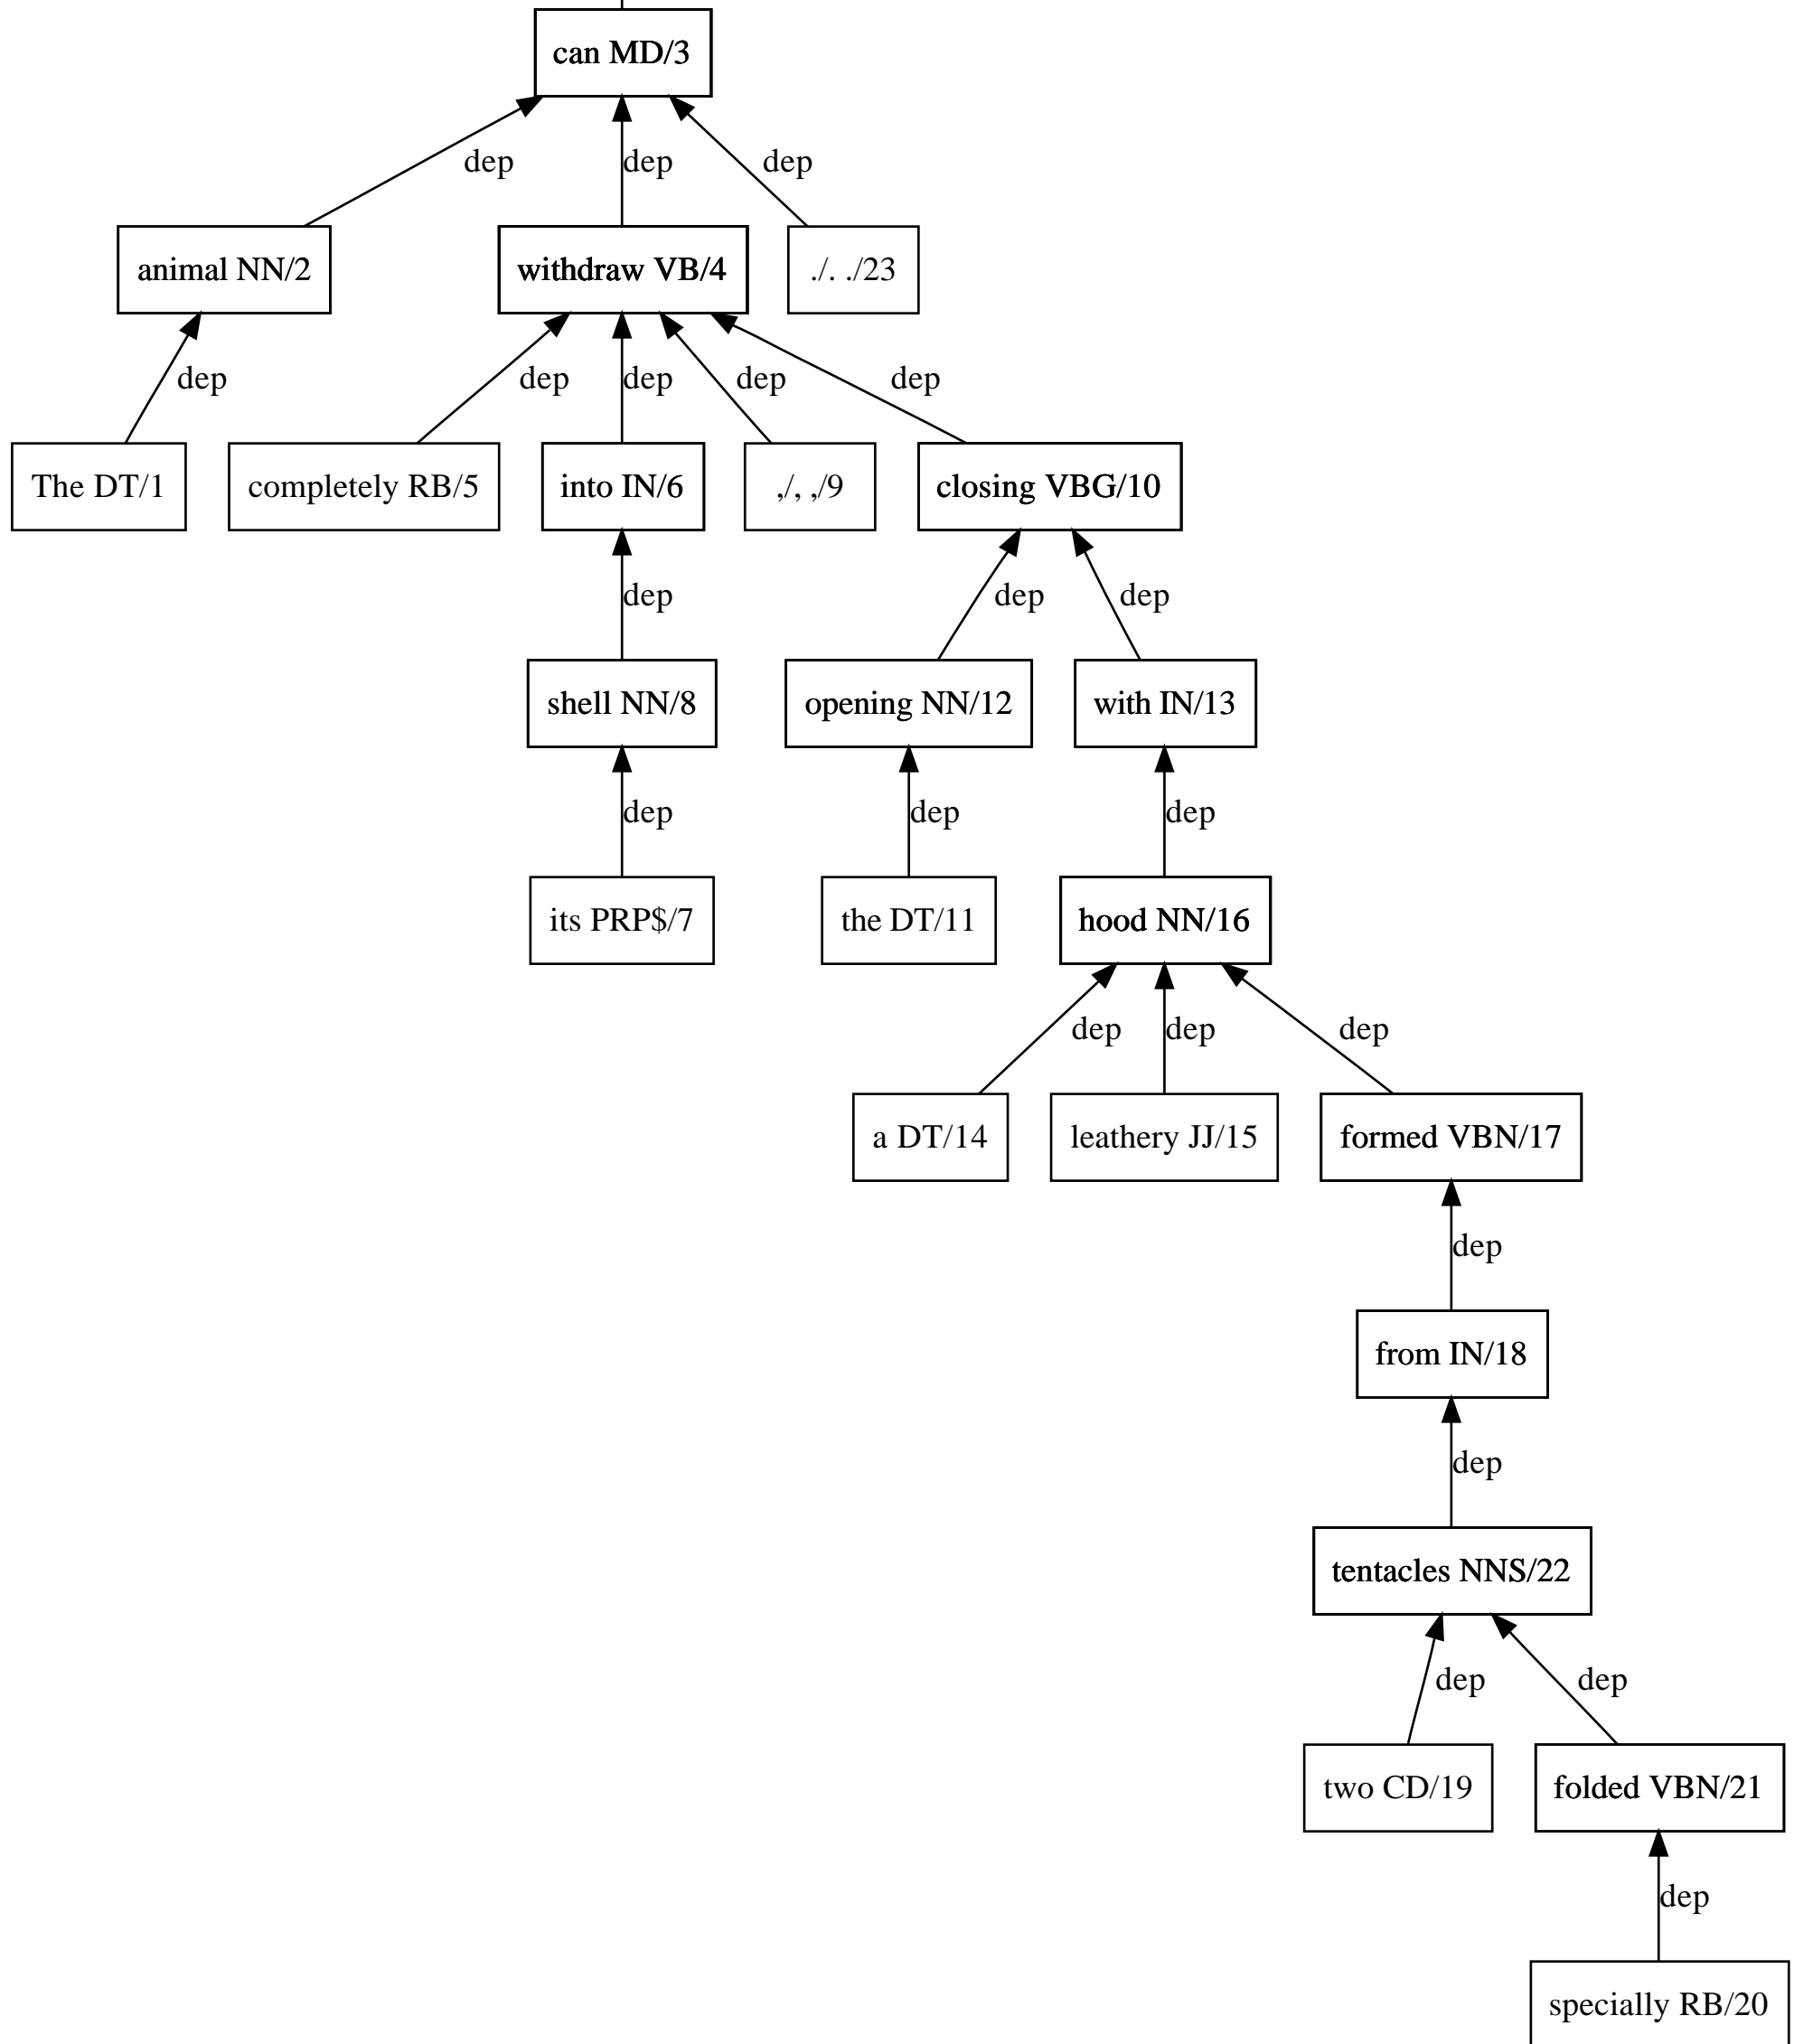 can MD/3
dep dep dep
animal NN/2 withdraw VB/4 ./. ./23
dep dep dep dep dep
The DT/1 completely RB/5 into IN/6 ,/, ,/9 closing VBG/10
dep dep dep
shell NN/8 opening NN/12 with IN/13
dep dep dep
its PRP$/7 the DT/11 hood NN/16
dep dep dep
a DT/14 leathery JJ/15 formed VBN/17
dep
from IN/18
dep
tentacles NNS/22
dep dep
two CD/19 folded VBN/21
dep
specially RB/20